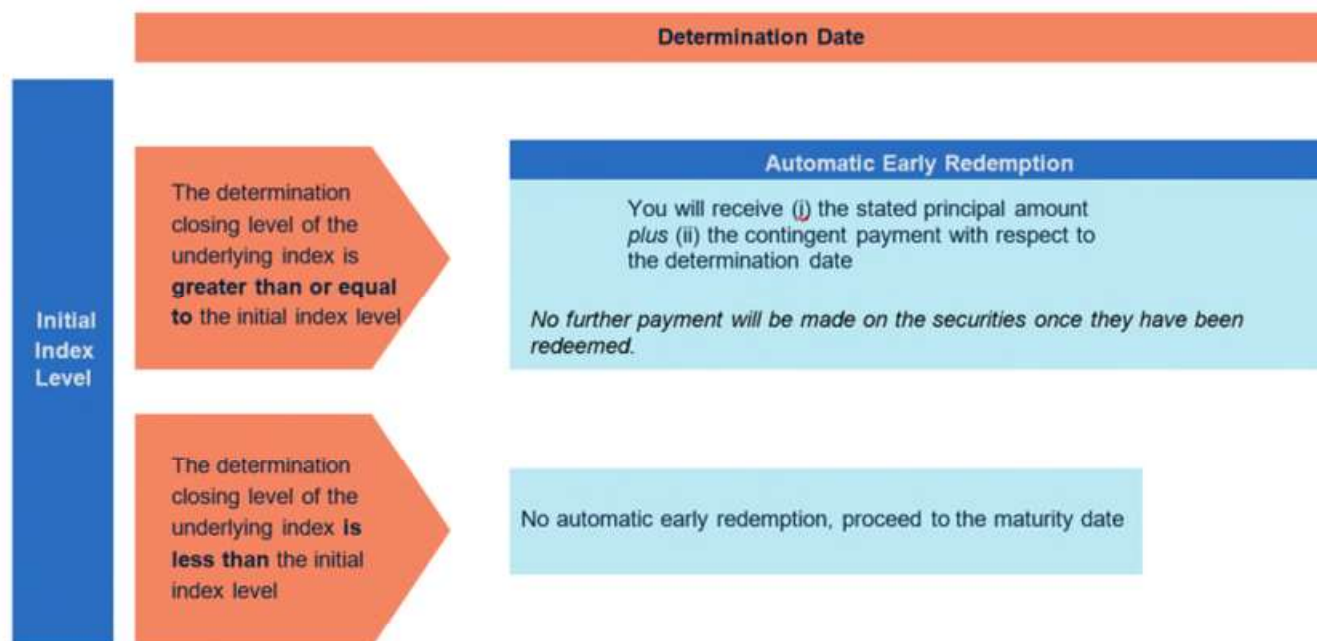 Determination Date
Initial
Index
Level
The determination
closing level of the
underlying index is
greater than or equal
to the initial index level
Automatic Early Redemption
You will receive (i) the stated principal amount
plus (ii) the contingent payment with respect to
the determination date
No further payment will be made on the securities once they have been
redeemed.
The determination
closing level of the
underlying index is
less than the initial
index level
No automatic early redemption, proceed to the maturity date